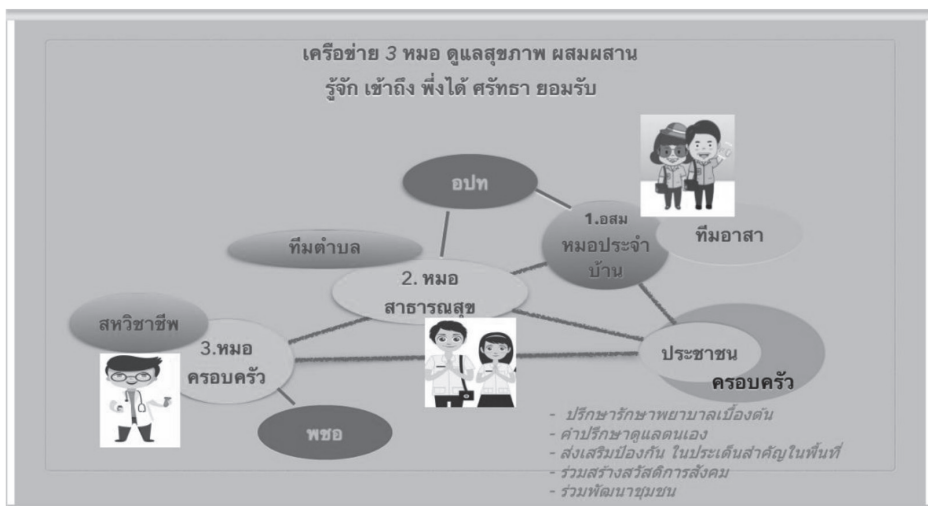 เครือข่าย 3 หมอ ดูแลสุขภาพ ผสมผสาน
รู้จัก เข้าถึง พึ่งได้ ศรัทธา ยอมรับ
อปท
1.อสม
หมอประจำ
บ้าน
ทีมอาสา
ทีมตำบล
2. หมอ
สาธารณสุข
สหวิชาชีพ
3.หมอ
ครอบครัว
ประชาชน
ครอบครัว
พชอ
- ปรึกษารักษาพยาบาลเบื้องต้น
- คำปรึกษาดูแลตนเอง
- ส่งเสริมป้องกัน ในประเด็นสำคัญในพื้นที่
- ร่วมสร้างสวัสดิการสังคม
- ร่วมพัฒนาชุมชน